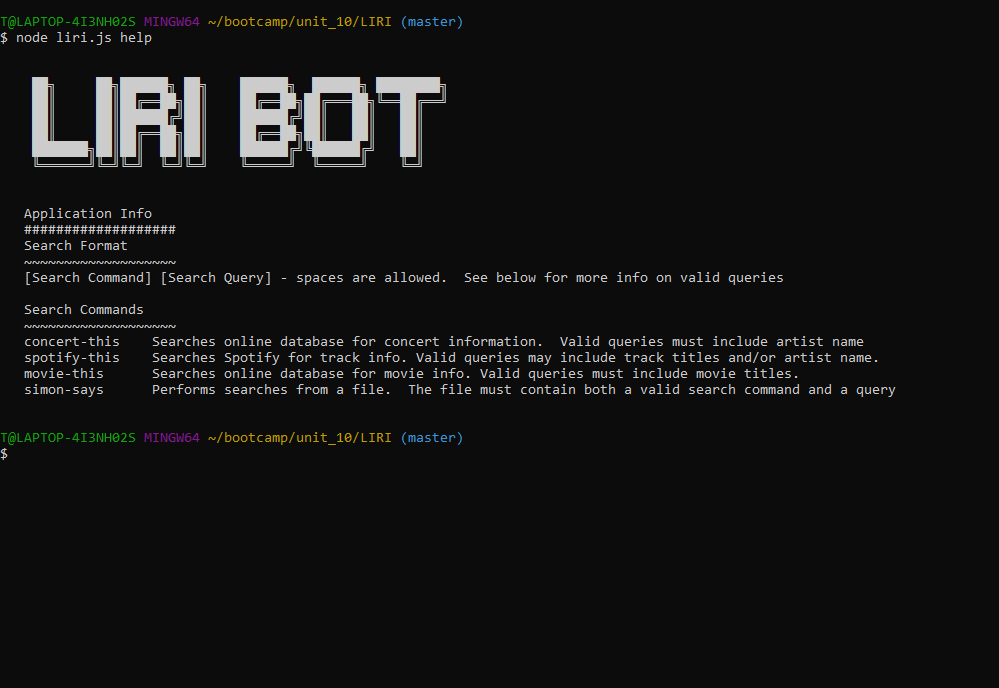 T@LAPTOP-4I3NH02S MINGW64 ~/bootcamp/unit_10/LIRI (master)
$ node liri.js help
LIRI BOT
Application Info
###################
Search Format
~~~~~~~~~~~~~~~~~~~
[Search Command] [Search Query] - spaces are allowed.  See below for more info on valid queries
Search Commands
~~~~~~~~~~~~~~~~~~~
concert-this    Searches online database for concert information.  Valid queries must include artist name
spotify-this    Searches Spotify for track info. Valid queries may include track titles and/or artist name.
movie-this      Searches online database for movie info. Valid queries must include movie titles.
simon-says      Performs searches from a file.  The file must contain both a valid search command and a query
T@LAPTOP-4I3NH02S MINGW64 ~/bootcamp/unit_10/LIRI (master)
$